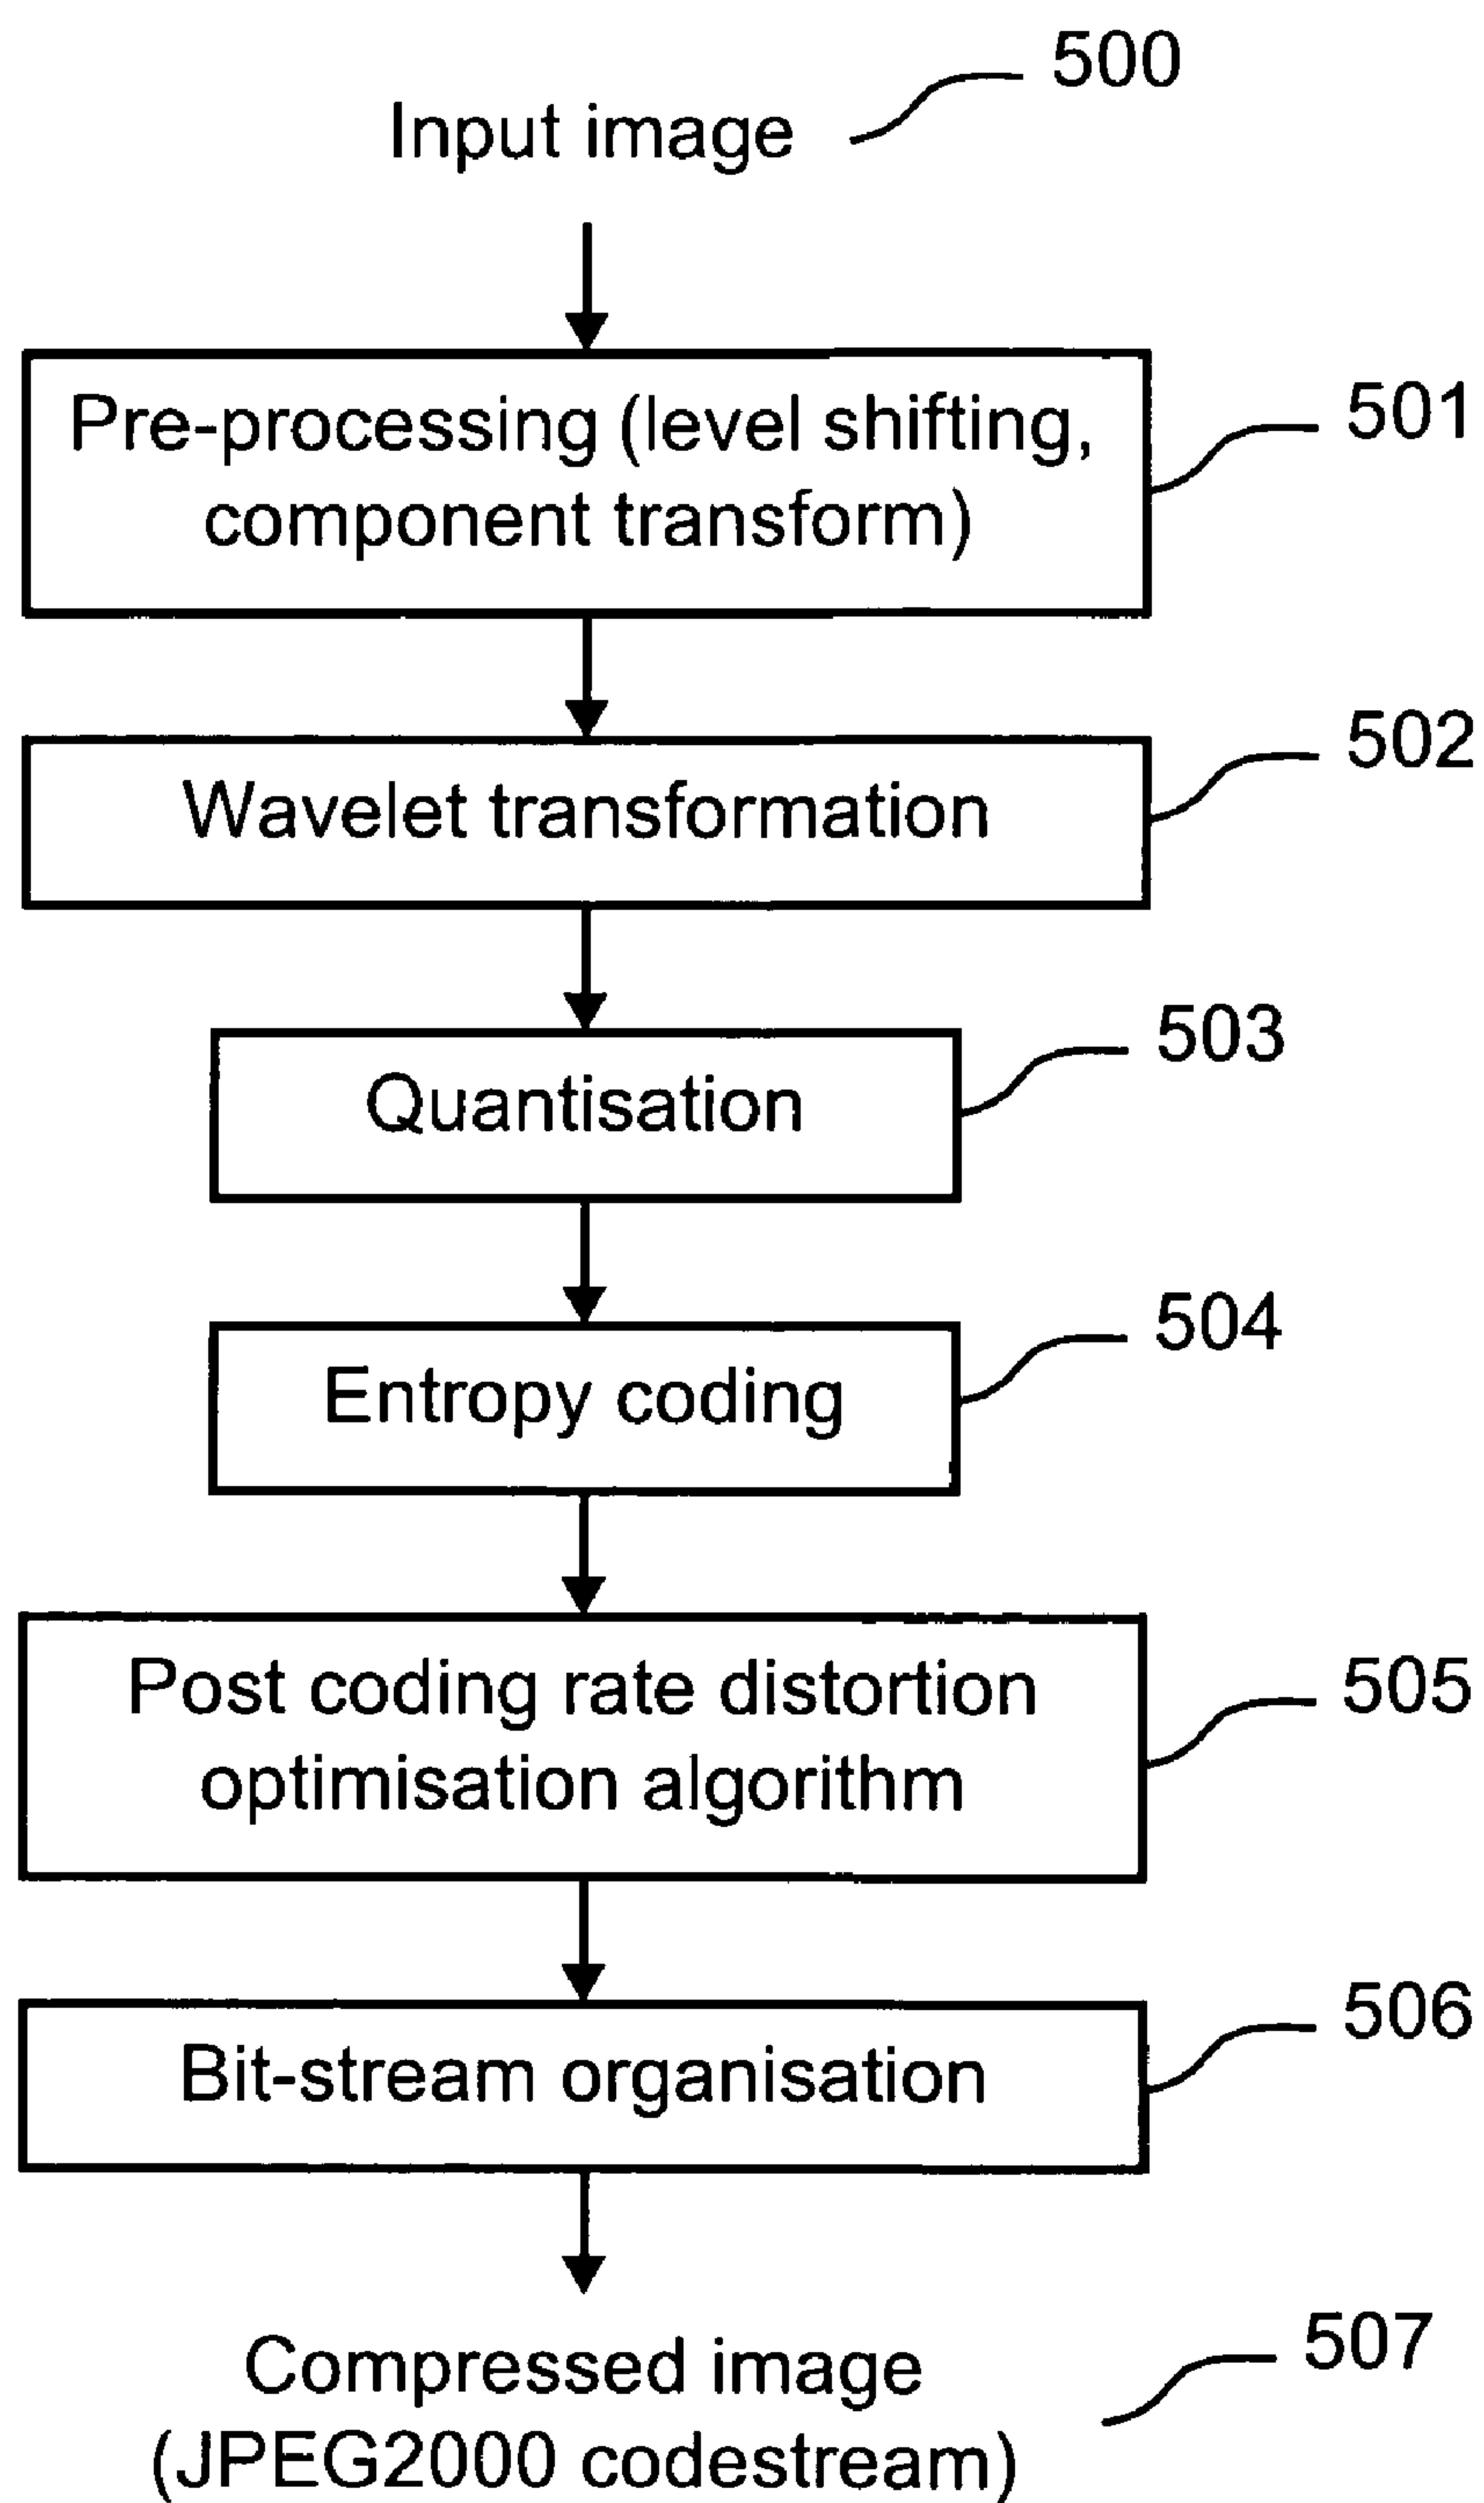 500
Input image
Pre-processing (level shifting,
component transform)
501
Wavelet transformation
502
Quantisation
503
Entropy coding
504
Post coding rate distortion
optimisation algorithm
505
Bit-stream organisation
506
Compressed image
(JPEG2000 codestream)
507